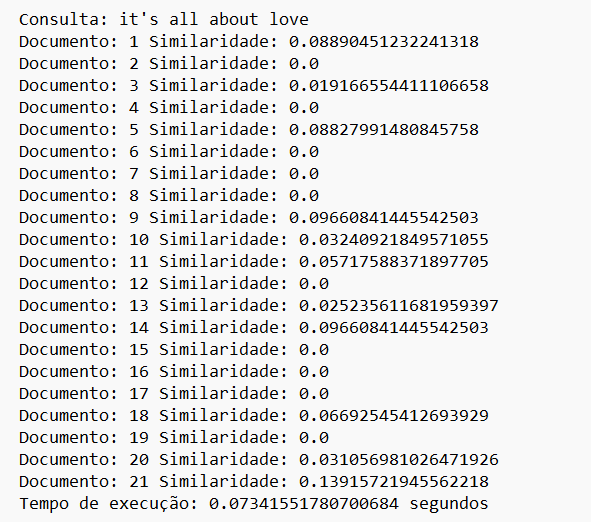 Consulta: it's all about love
Documento: 1 Similaridade: 0.08890451232241318
Documento: 2 Similaridade: 0.0
Documento: 3 Similaridade: 0.019166554411106658
Documento: 4 Similaridade: 0.0
Documento: 5 Similaridade: 0.08827991480845758
Documento: 6 Similaridade: 0.0
Documento: 7 Similaridade: 0.0
Documento: 8 Similaridade: 0.0
Documento: 9 Similaridade: 0.09660841445542503
Documento: 10 Similaridade: 0.03240921849571055
Documento: 11 Similaridade: 0.05717588371897705
Documento: 12 Similaridade: 0.0
Documento: 13 Similaridade: 0.025235611681959397
Documento: 14 Similaridade: 0.09660841445542503
Documento: 15 Similaridade: 0.0
Documento: 16 Similaridade: 0.0
Documento: 17 Similaridade: 0.0
Documento: 18 Similaridade: 0.06692545412693929
Documento: 19 Similaridade: 0.0
Documento: 20 Similaridade: 0.031056981026471926
Documento: 21 Similaridade: 0.13915721945562218
Tempo de execução: 0.07341551780700684 segundos